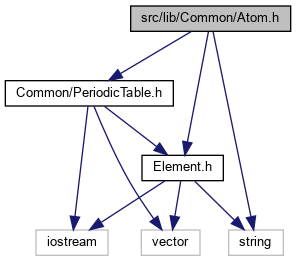 src/lib/Common/Atom.h
Common/PeriodicTable.h
Element.h
iostream
vector
string